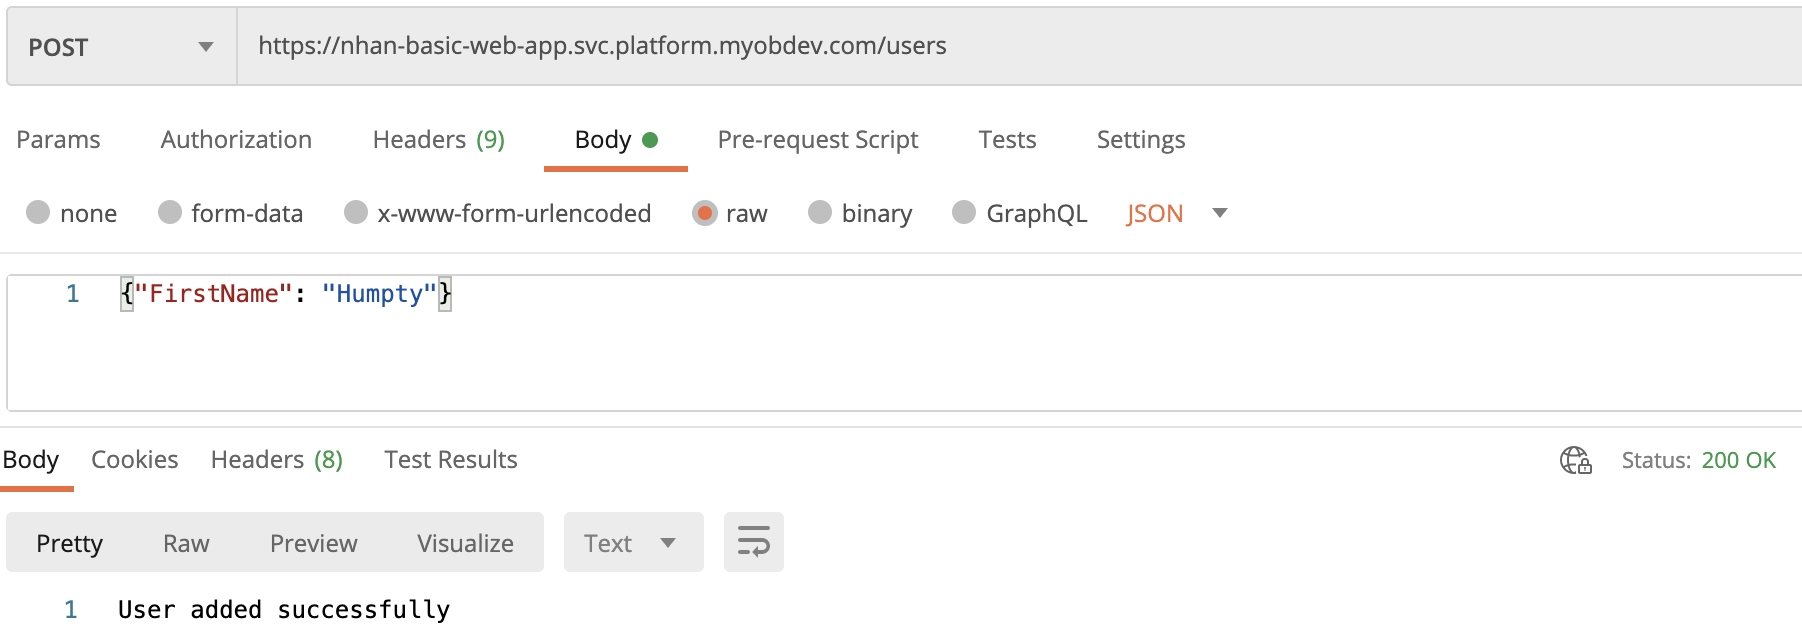 POST https://nhan-basic-web-app.svc.platform.myobdev.com/users
Params Authorization Headers (9) Body Pre-request Script Tests Settings
none form-data x-www-form-urlencoded raw binary GraphQL JSON
1 {"FirstName": "Humpty"}
Body Cookies Headers (8) Test Results Status: 200 OK
Pretty Raw Preview Visualize Text
1 User added successfully